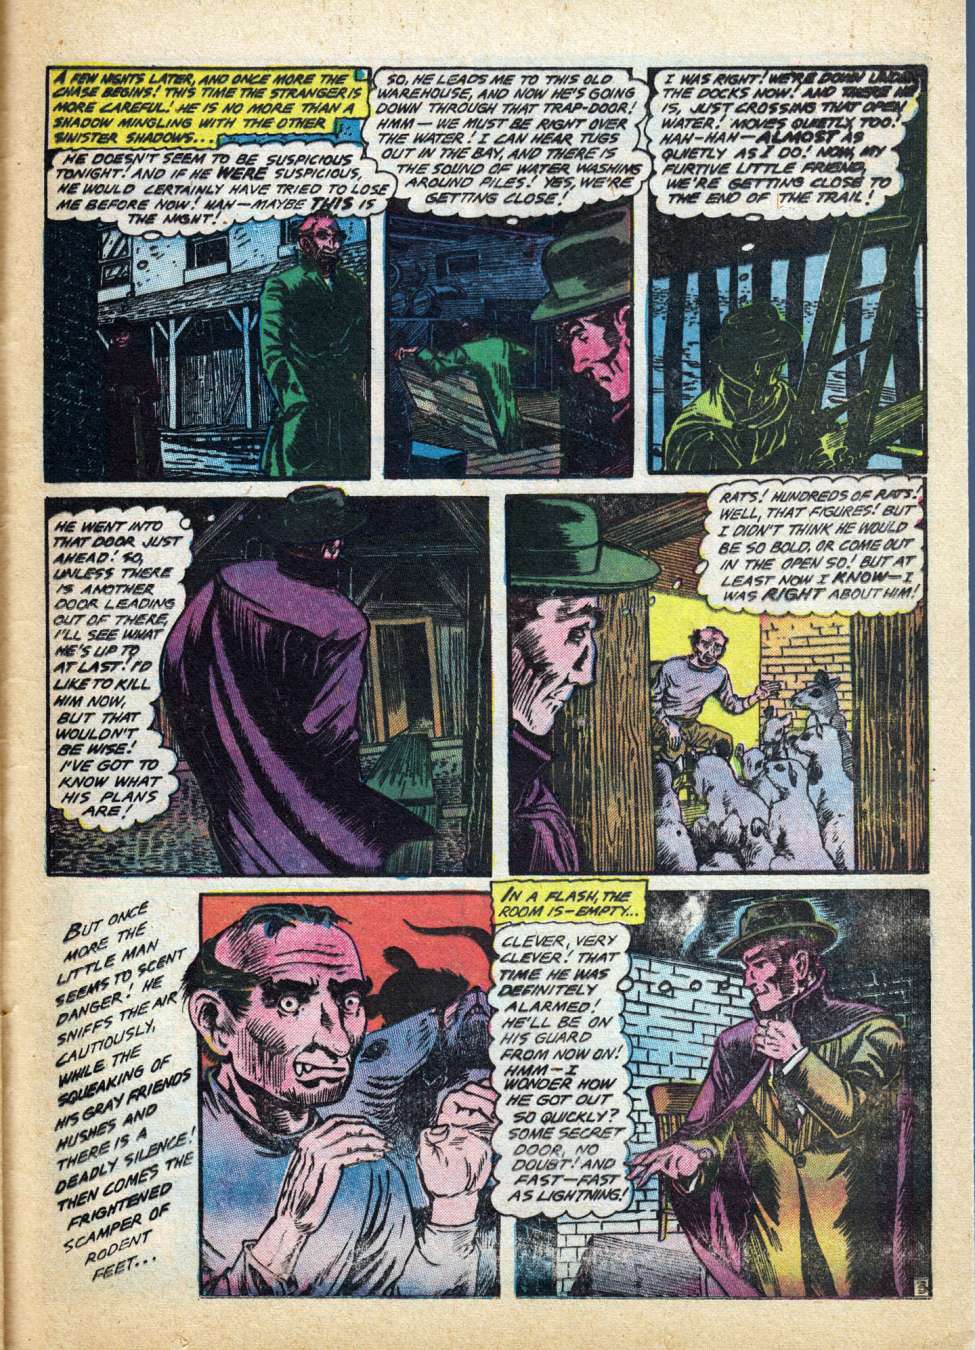 A FEW NIGHTS LATER, AND ONCE MORE THE
CHASE BEGINS! THIS TIME THE STRANGER IS
MORE CAREFUL! HE IS NO MORE THAN A
SHADOW MINGLING WITH THE OTHER
SINISTER SHADOWS...
HE DOESN'T SEEM TO BE SUSPICIOUS
TONIGHT! AND IF HE WERE SUSPICIOUS,
HE WOULD CERTAINLY HAVE TRIED TO LOSE
ME BEFORE NOW! HAH-MAYBE THIS IS
THE NIGHT!
SO, HE LEADS ME TO THIS OLD
WAREHOUSE, AND NOW HE'S GOING
DOWN THROUGH THAT TRAP-DOOR!
HMM-WE MUST BE RIGHT OVER
THE WATER! I CAN HEAR TUGS
OUT IN THE BAY, AND THERE IS
THE SOUND OF WATER WASHING
AROUND PILES! YES, WE'RE
GETTING CLOSE!
I WAS RIGHT! WE'RE DOWN UNDER
THE DOCKS NOW! AND THERE HE
IS, JUST CROSSING THAT OPEN
WATER! MOVES QUIETLY, TOO!
HAH-HAH-ALMOST AS
QUIETLY AS I DO! NOW, MY
FURTIVE LITTLE FRIEND,
WE'RE GETTING CLOSE TO
THE END OF THE TRAIL!
HE WENT INTO
THAT DOOR JUST
AHEAD! SO,
UNLESS THERE
IS ANOTHER
DOOR LEADING
OUT OF THERE,
I'LL SEE WHAT
HE'S UP TO
AT LAST! I'D
LIKE TO KILL
HIM NOW,
BUT THAT
WOULDN'T
BE WISE!
I'VE GOT TO
KNOW WHAT
HIS PLANS
ARE!
RATS! HUNDREDS OF RATS!
WELL, THAT FIGURES! BUT
I DIDN'T THINK HE WOULD
BE SO BOLD, OR COME OUT
IN THE OPEN SO! BUT AT
LEAST NOW I KNOW-I
WAS RIGHT ABOUT HIM!
BUT ONCE
MORE THE
LITTLE MAN
SEEMS TO SCENT
DANGER! HE
SNIFFS THE AIR
CAUTIOUSLY,
WHILE THE
SQUEAKING OF
HIS GRAY FRIENDS
HUSHES AND
THERE IS A
DEADLY SILENCE!
THEN COMES THE
FRIGHTENED
SCAMPER OF
RODENT
FEET...
IN A FLASH, THE
ROOM IS-EMPTY...
CLEVER, VERY
CLEVER! THAT
TIME HE WAS
DEFINITELY
ALARMED!
HE'LL BE ON
HIS GUARD
FROM NOW ON!
HMM-I
WONDER HOW
HE GOT OUT
SO QUICKLY?
SOME SECRET
DOOR, NO
DOUBT! AND
FAST-FAST
AS LIGHTNING!
3